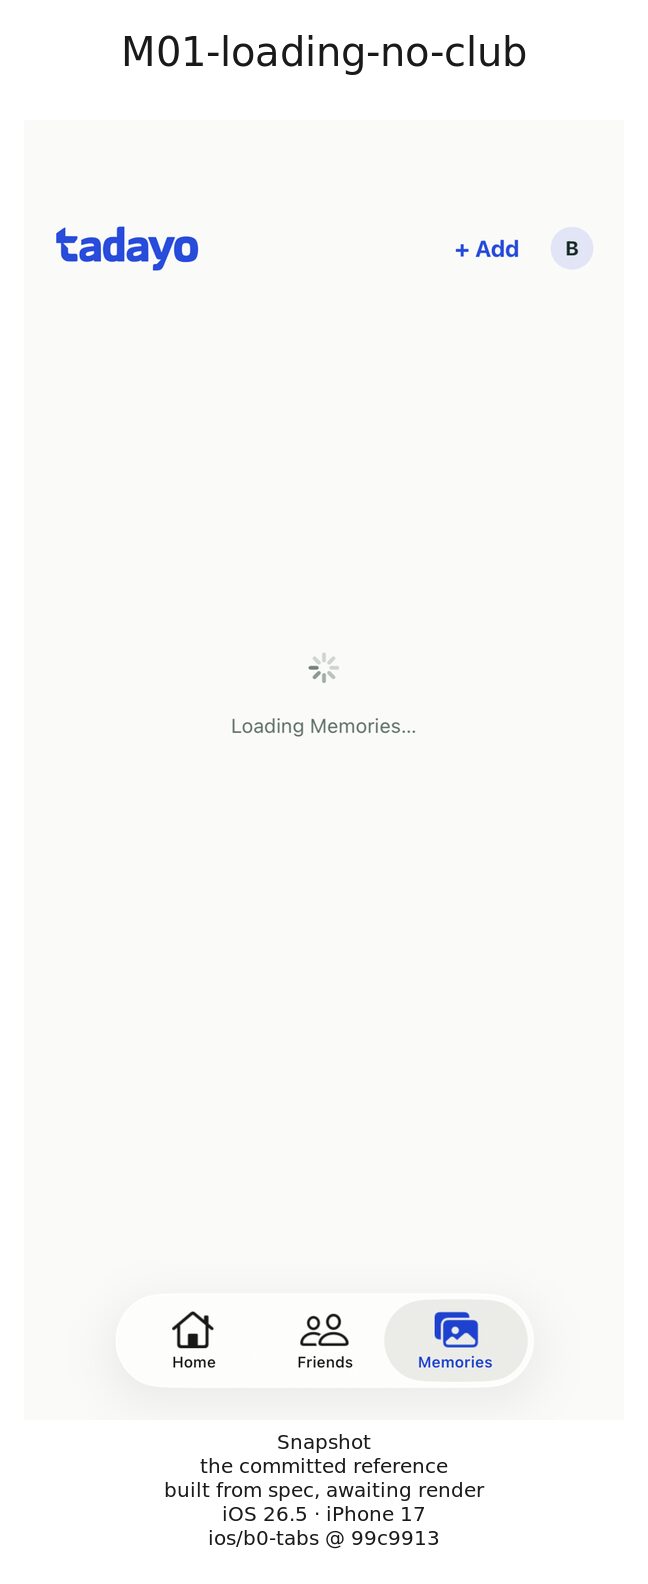 M01-loading-no-club
tadayo
+ Add
B
Loading Memories...
Home
Friends
Memories
Snapshot
the committed reference
built from spec, awaiting render
iOS 26.5 · iPhone 17
ios/b0-tabs @ 99c9913